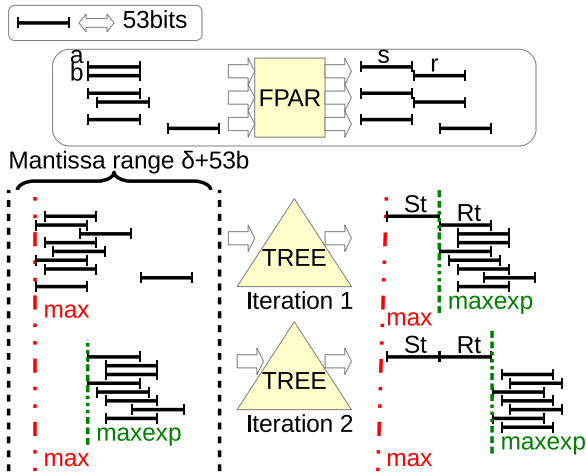 53bits
a s r
b
FPAR
Mantissa range δ+53b
St Rt
TREE
Iteration 1
max maxexp
max
St Rt
TREE
Iteration 2
maxexp maxexp
max max